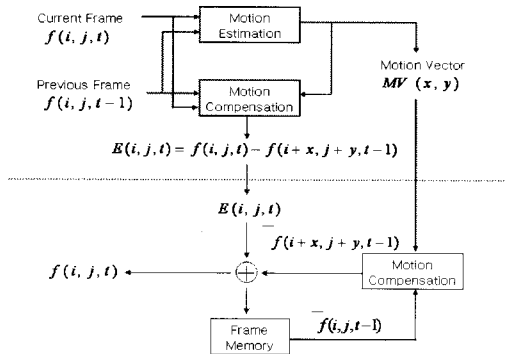 Current Frame
f(i, j, t)
Motion
Estimation
Previous Frame
f(i, j, t−1)
Motion
Compensation
Motion Vector
MV (x, y)
E(i, j, t) = f(i, j, t) − f(i + x, j + y, t−1)
E(i, j, t)
f̅(i + x, j + y, t−1)
f(i, j, t)
+
Motion
Compensation
Frame
Memory
f̅(i, j, t−1)